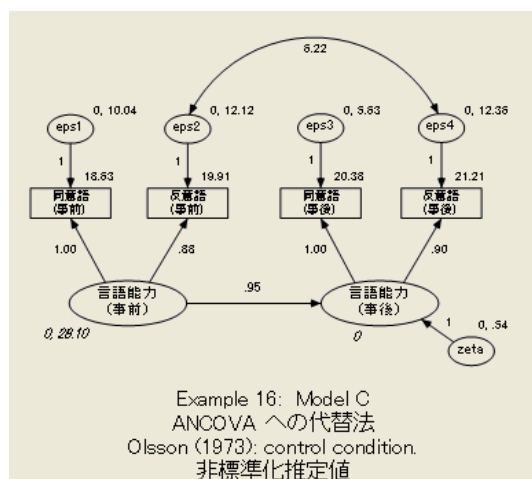 6.22
0, 10.04
eps1
0, 12.12
eps2
0, 5.63
eps3
0, 12.36
eps4
1
1
1
1
18.63
19.91
20.38
21.21
同意語
(事前)
反意語
(事前)
同意語
(事後)
反意語
(事後)
1.00
.88
1.00
.90
言語能力
(事前)
.95
言語能力
(事後)
0, 28.10
0
1
0, .54
zeta
Example 16: Model C
ANCOVA への代替法
Olsson (1973): control condition.
非標準化推定値